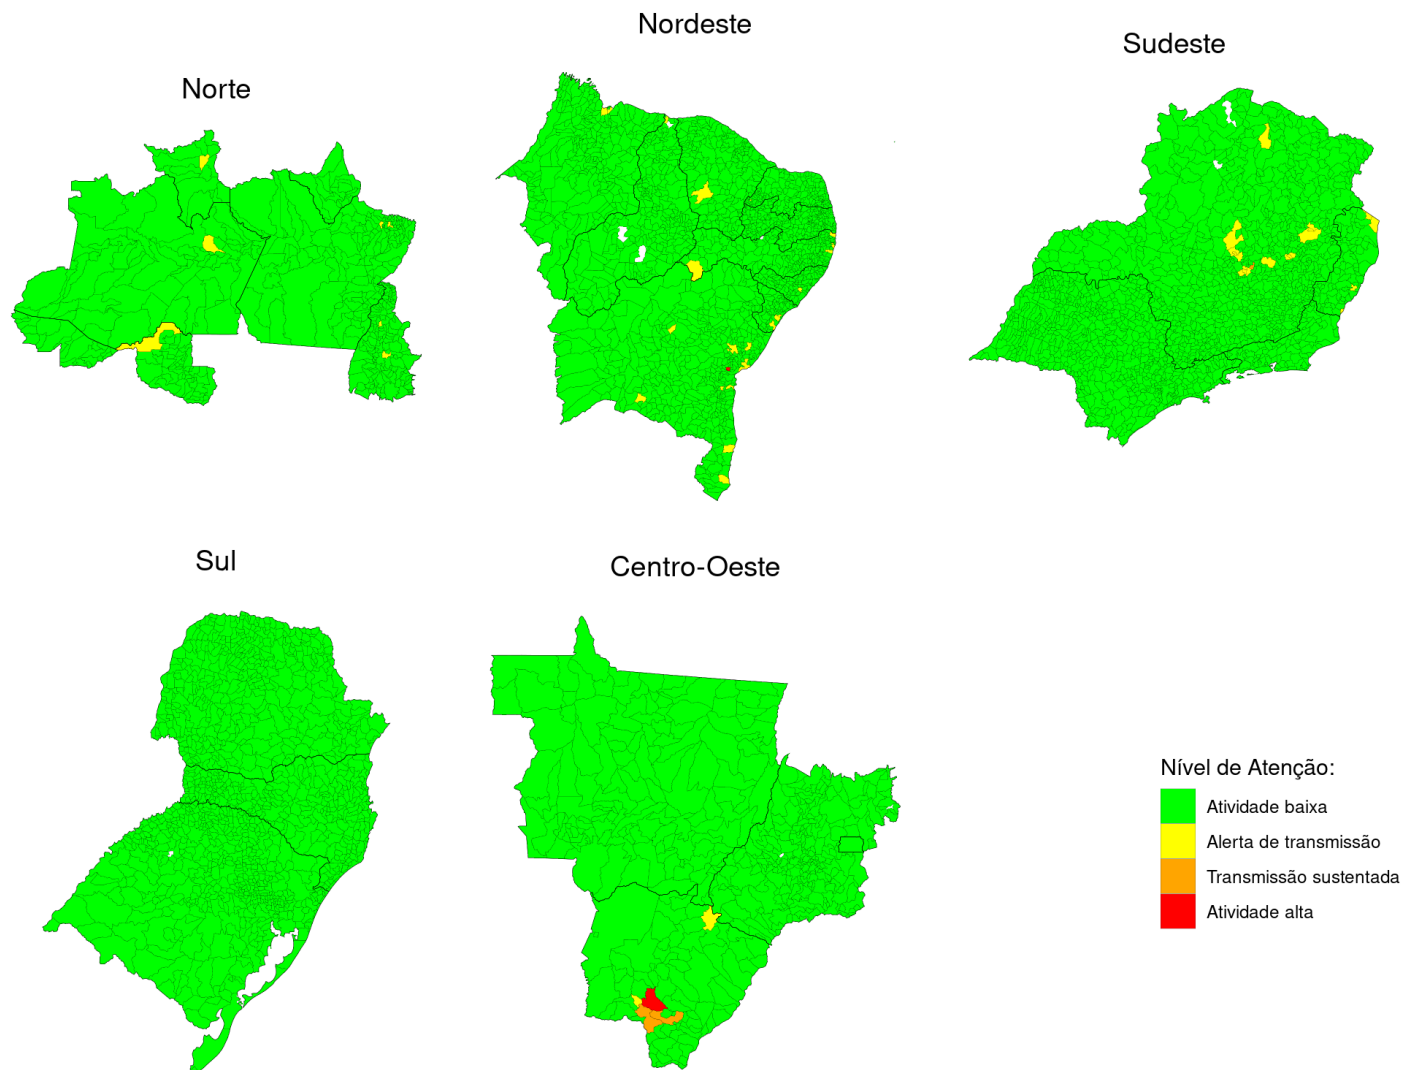 Nordeste
Sudeste
Norte
Sul
Centro-Oeste
Nível de Atenção:
Atividade baixa
Alerta de transmissão
Transmissão sustentada
Atividade alta